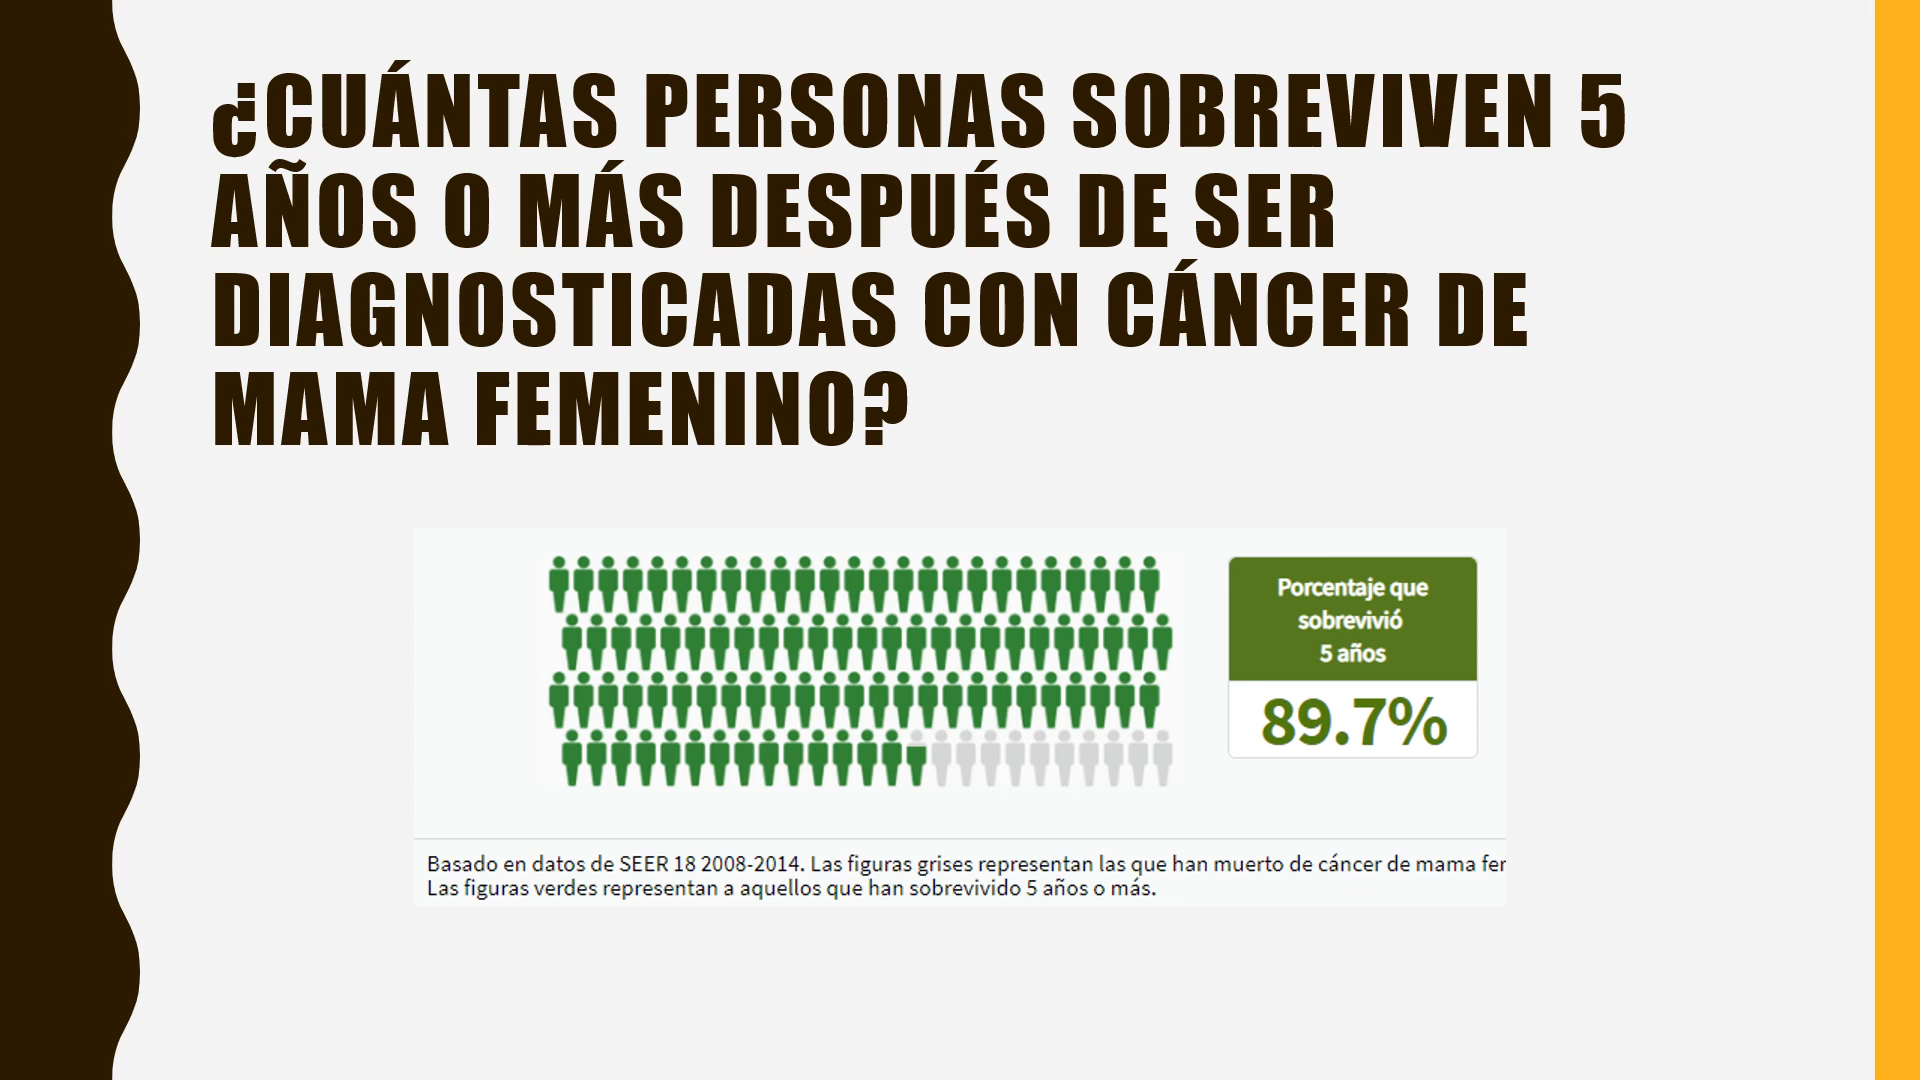 ¿CUÁNTAS PERSONAS SOBREVIVEN 5
AÑOS O MÁS DESPUÉS DE SER
DIAGNOSTICADAS CON CÁNCER DE
MAMA FEMENINO?
Porcentaje que
sobrevivió
5 años
89.7%
Basado en datos de SEER 18 2008-2014. Las figuras grises representan las que han muerto de cáncer de mama
Las figuras verdes representan a aquellos que han sobrevivido 5 años o más.